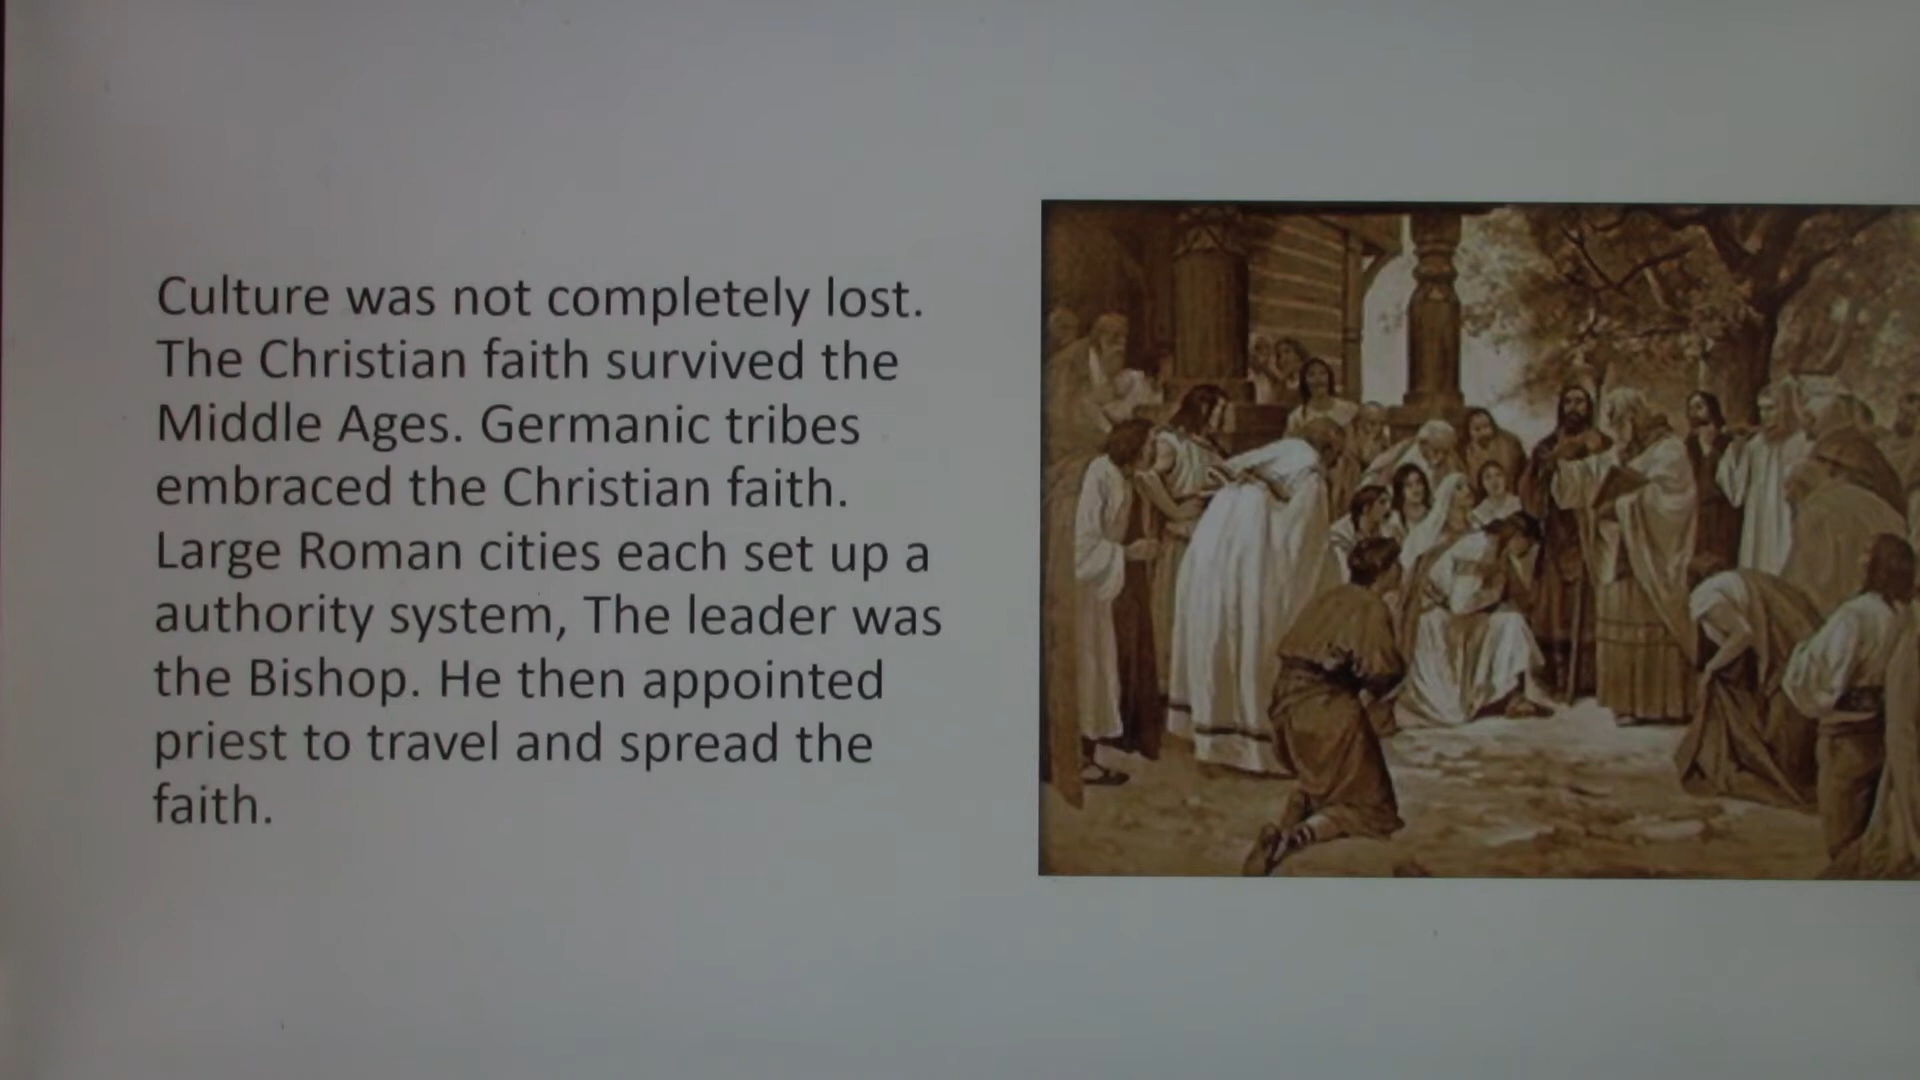 Culture was not completely lost.
The Christian faith survived the
Middle Ages. Germanic tribes
embraced the Christian faith.
Large Roman cities each set up a
authority system, The leader was
the Bishop. He then appointed
priest to travel and spread the
faith.